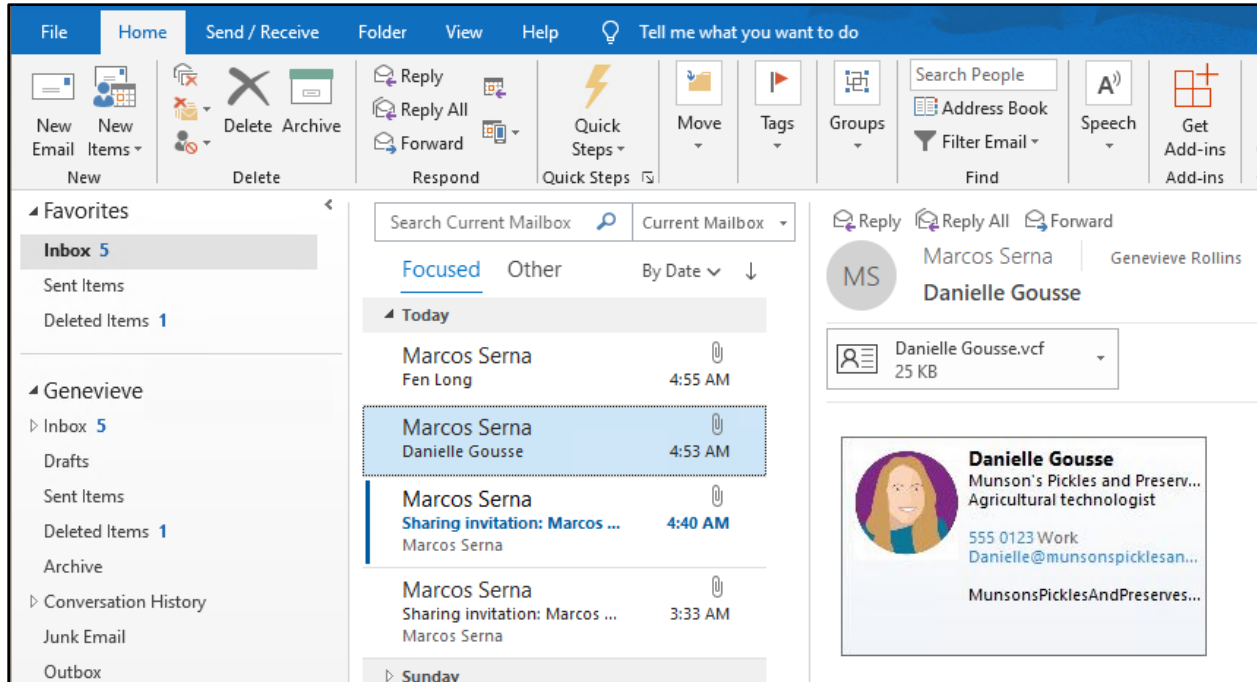 File Home Send / Receive Folder View Help Tell me what you want to do
New Email
New Items
Delete
Archive
Reply
Reply All
Forward
Quick Steps
Move
Tags
Groups
Search People
Address Book
Filter Email
Speech
Get Add-ins
New Delete Respond Quick Steps Find Add-ins
Favorites
Inbox 5
Sent Items
Deleted Items 1
Genevieve
Inbox 5
Drafts
Sent Items
Deleted Items 1
Archive
Conversation History
Junk Email
Outbox
Search Current Mailbox Current Mailbox
Focused Other By Date
Today
Marcos Serna
Fen Long 4:55 AM
Marcos Serna
Danielle Gousse 4:53 AM
Marcos Serna
Sharing invitation: Marcos ... 4:40 AM
Marcos Serna
Marcos Serna
Sharing invitation: Marcos ... 3:33 AM
Marcos Serna
Sunday
Reply Reply All Forward
MS
Marcos Serna Genevieve Rollins
Danielle Gousse
Danielle Gousse.vcf
25 KB
Danielle Gousse
Munson's Pickles and Preserv...
Agricultural technologist
555 0123 Work
Danielle@munsonspicklesan...
MunsonsPicklesAndPreserves...